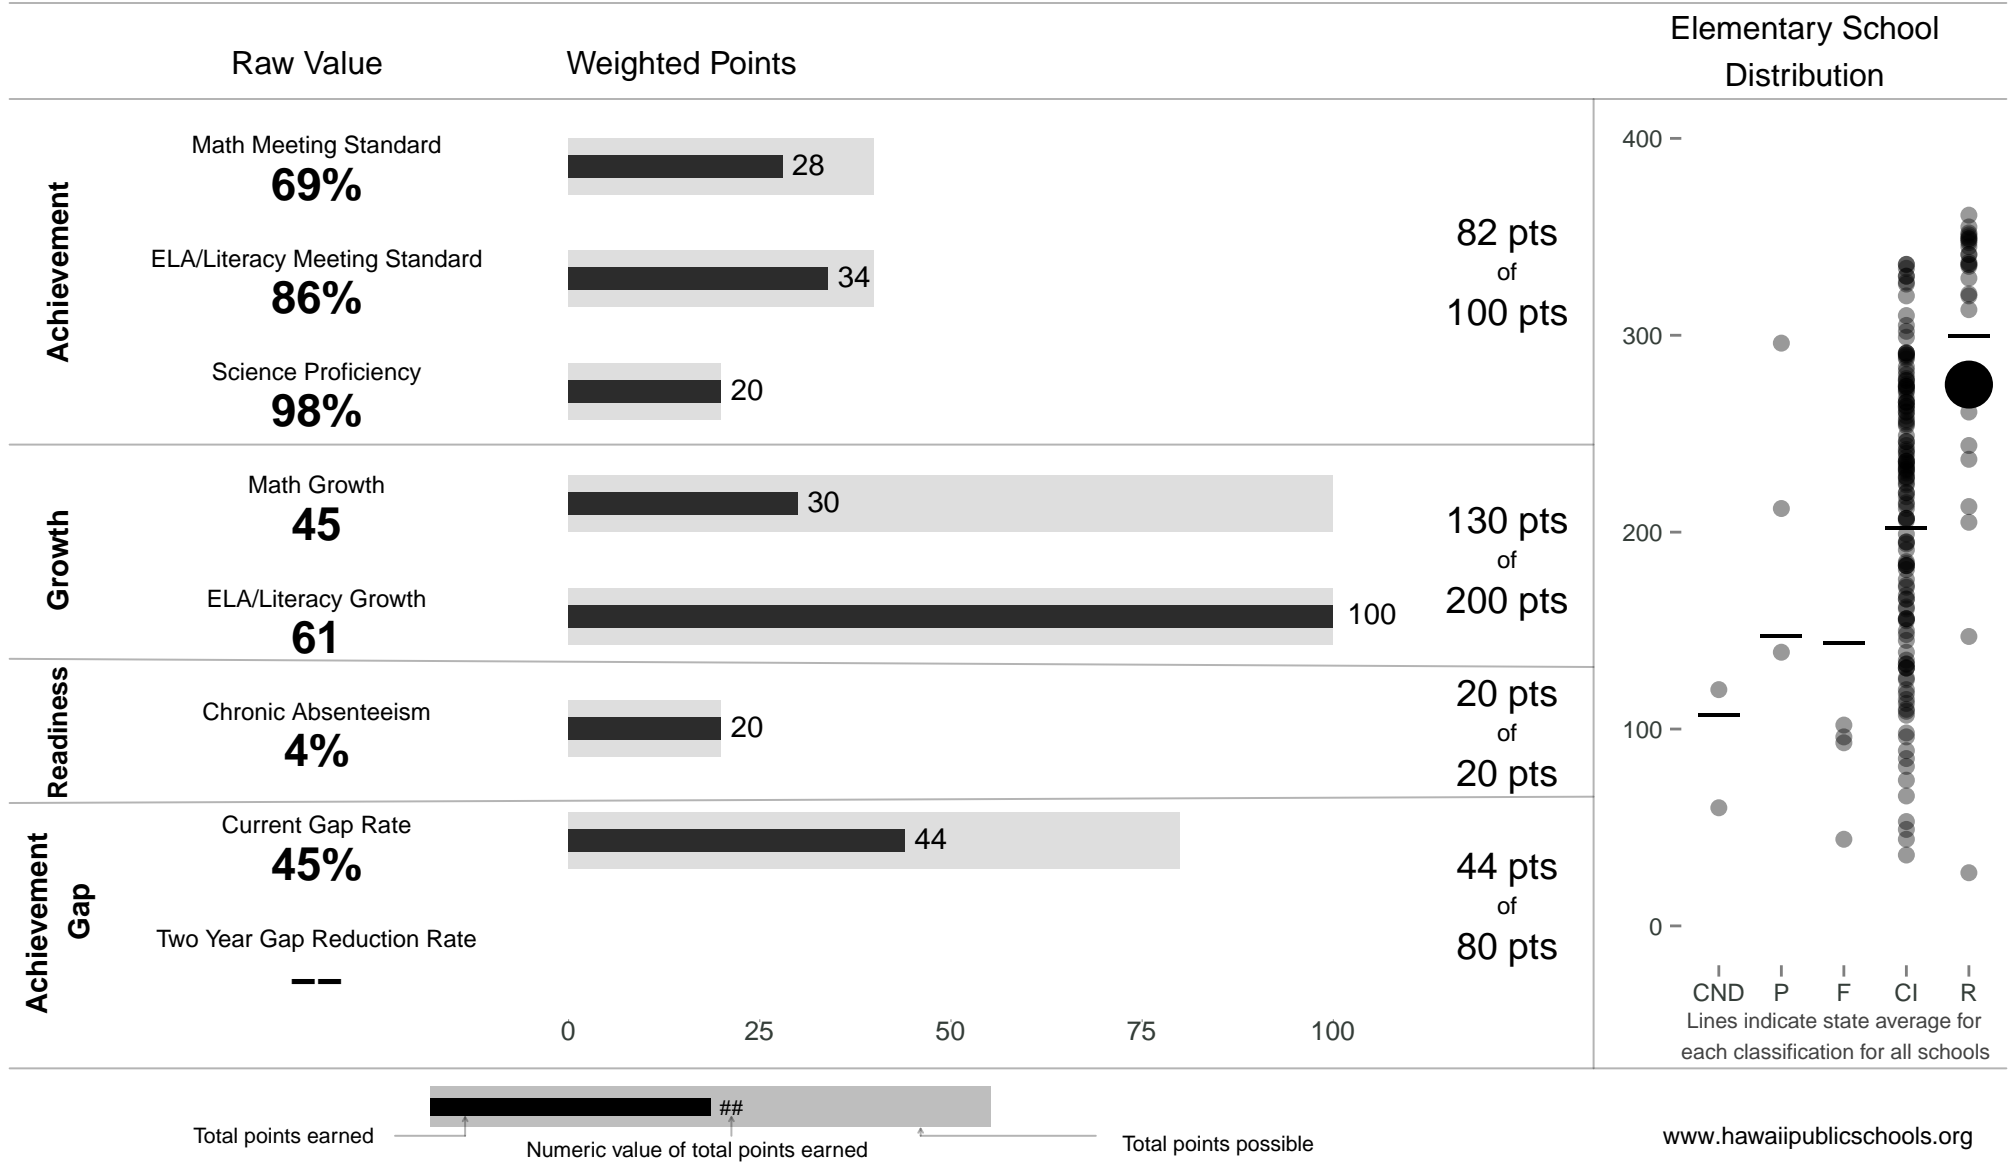 Raw Value
Weighted Points
Elementary School
Distribution
Achievement
Math Meeting Standard
69%
28
ELA/Literacy Meeting Standard
86%
34
Science Proficiency
98%
20
82 pts
of
100 pts
Growth
Math Growth
45
30
ELA/Literacy Growth
61
100
130 pts
of
200 pts
Readiness
Chronic Absenteeism
4%
20
20 pts
of
20 pts
Achievement
Gap
Current Gap Rate
45%
44
Two Year Gap Reduction Rate
−−
44 pts
of
80 pts
0 25 50 75 100
400
300
200
100
0
CND P F CI R
Lines indicate state average for
each classification for all schools
##
Total points earned
Numeric value of total points earned
Total points possible
www.hawaiipublicschools.org